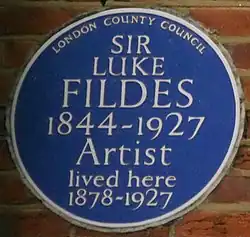 LONDON COUNTY COUNCIL
SIR
LUKE
FILDES
1844-1927
Artist
lived here
1878-1927